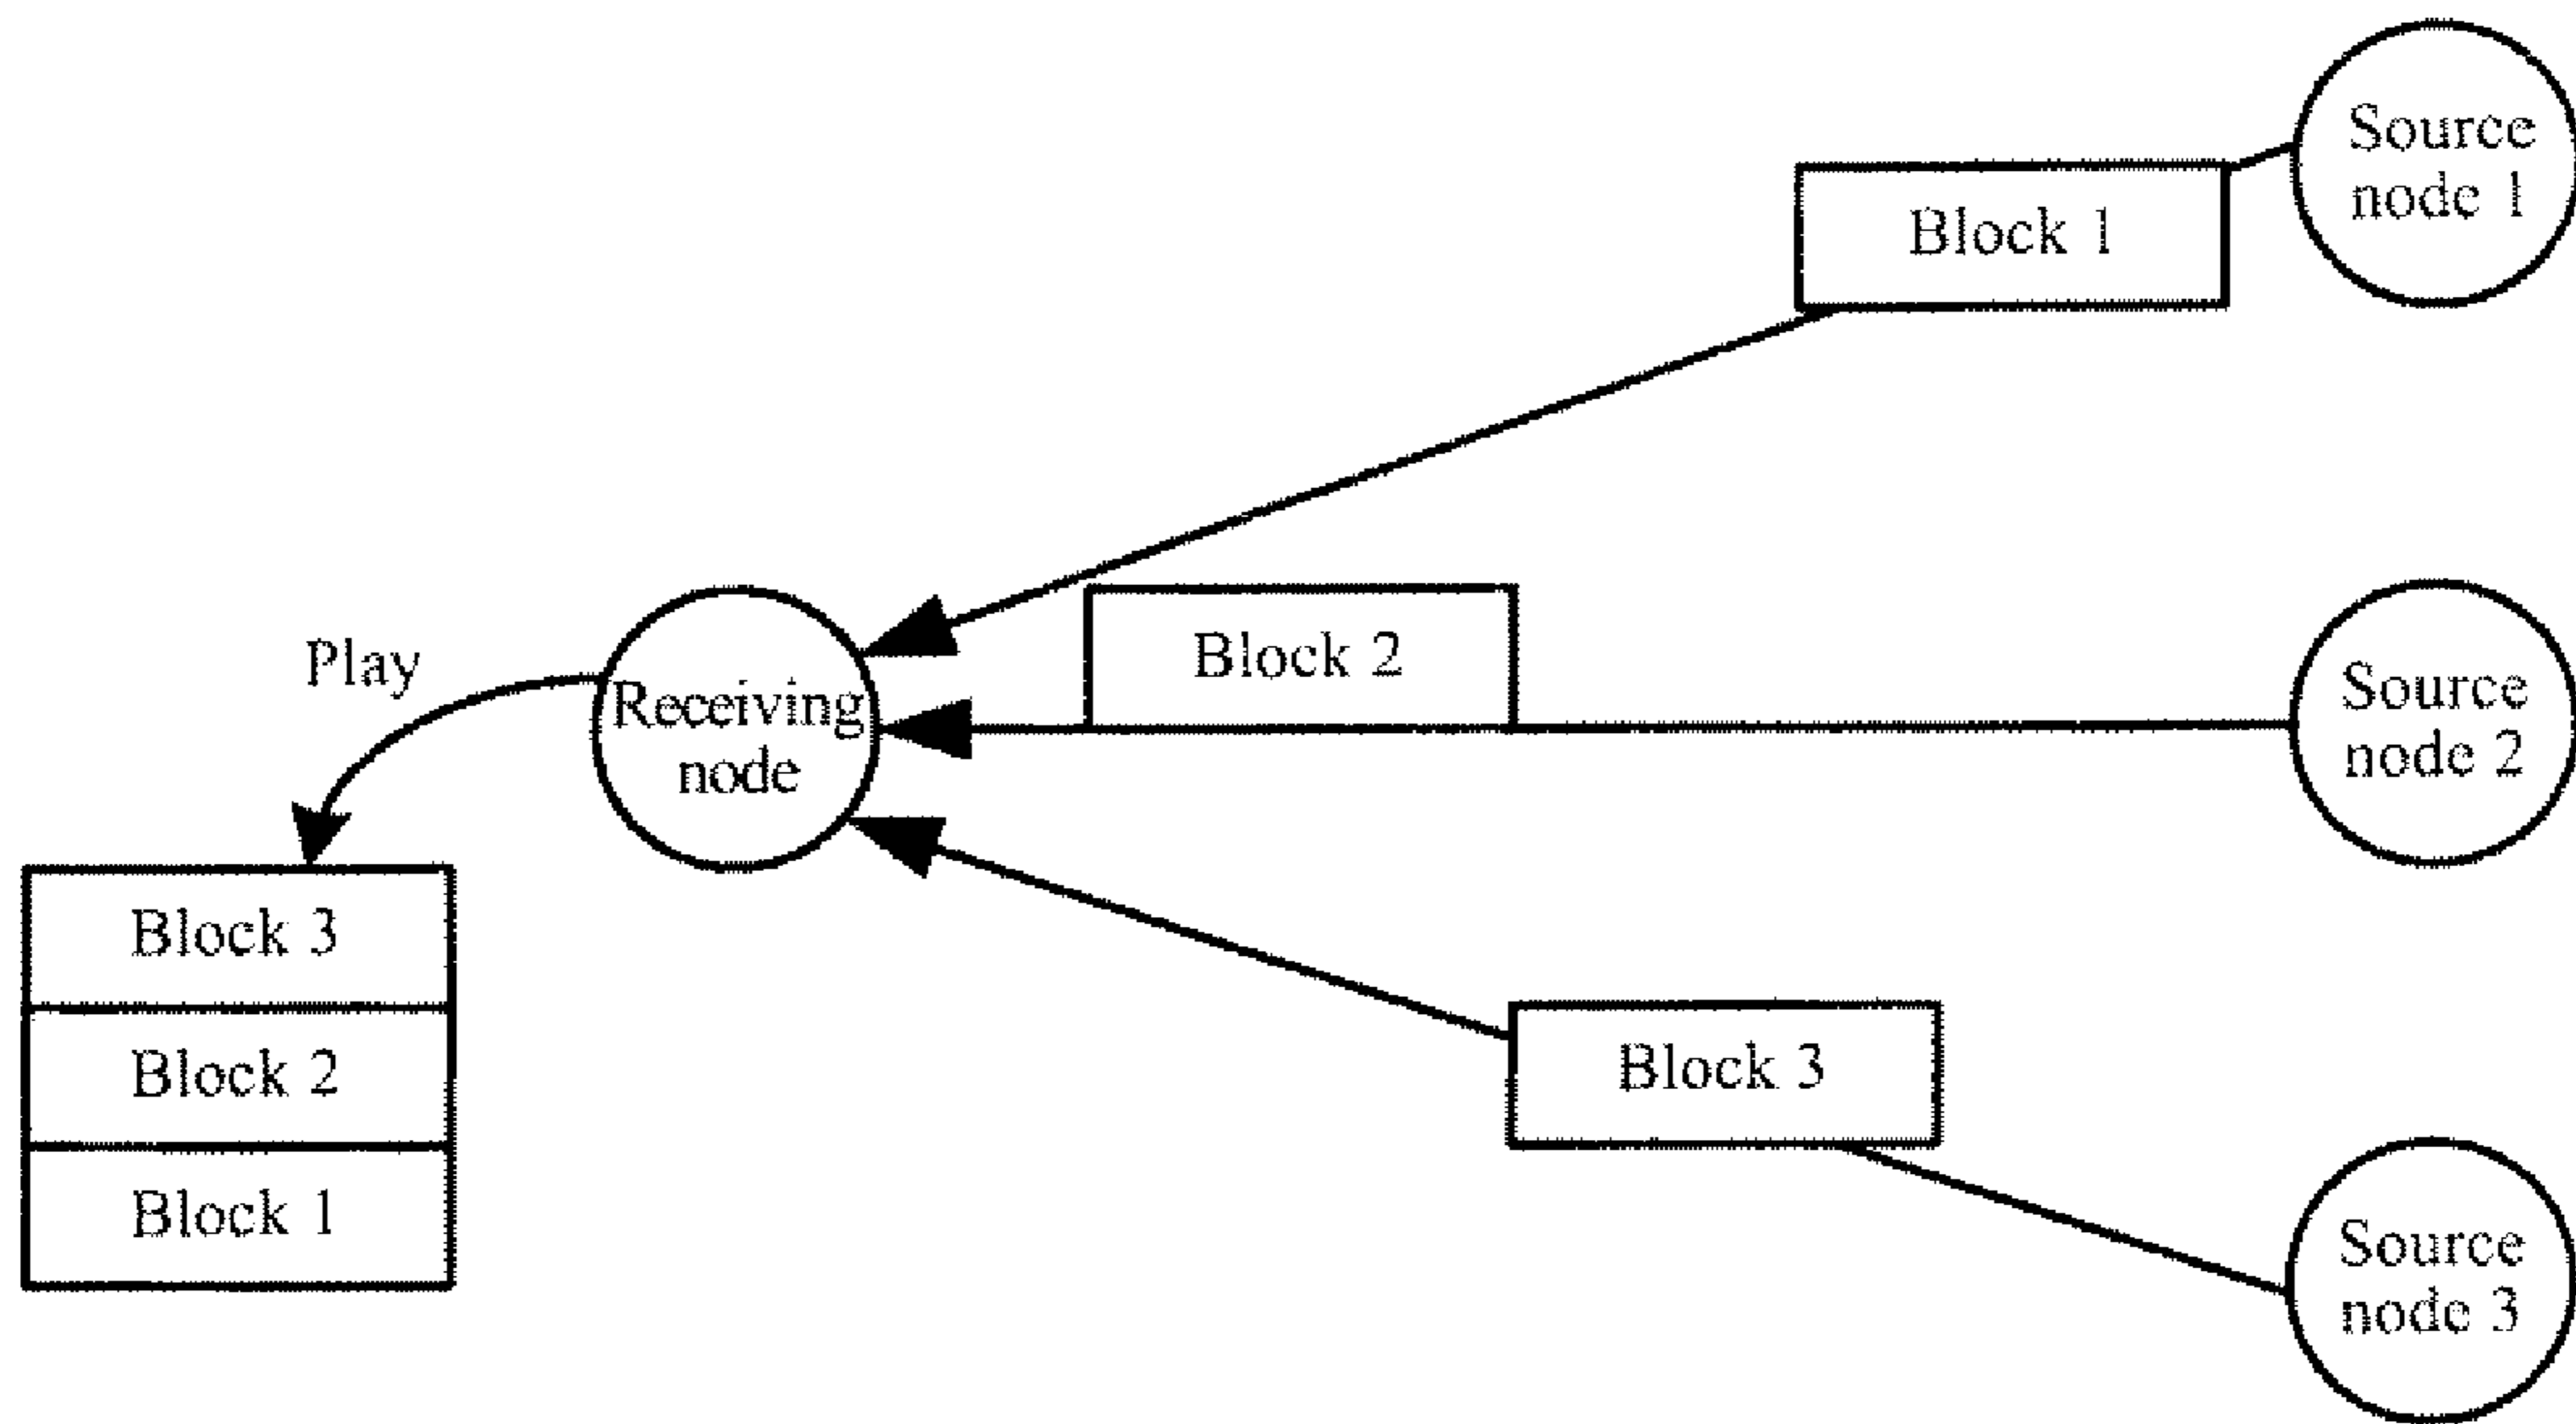 Source
node 1
Block 1
Block 2
Play
Receiving
node
Source
node 2
Block 3
Block 2
Block 1
Block 3
Source
node 3